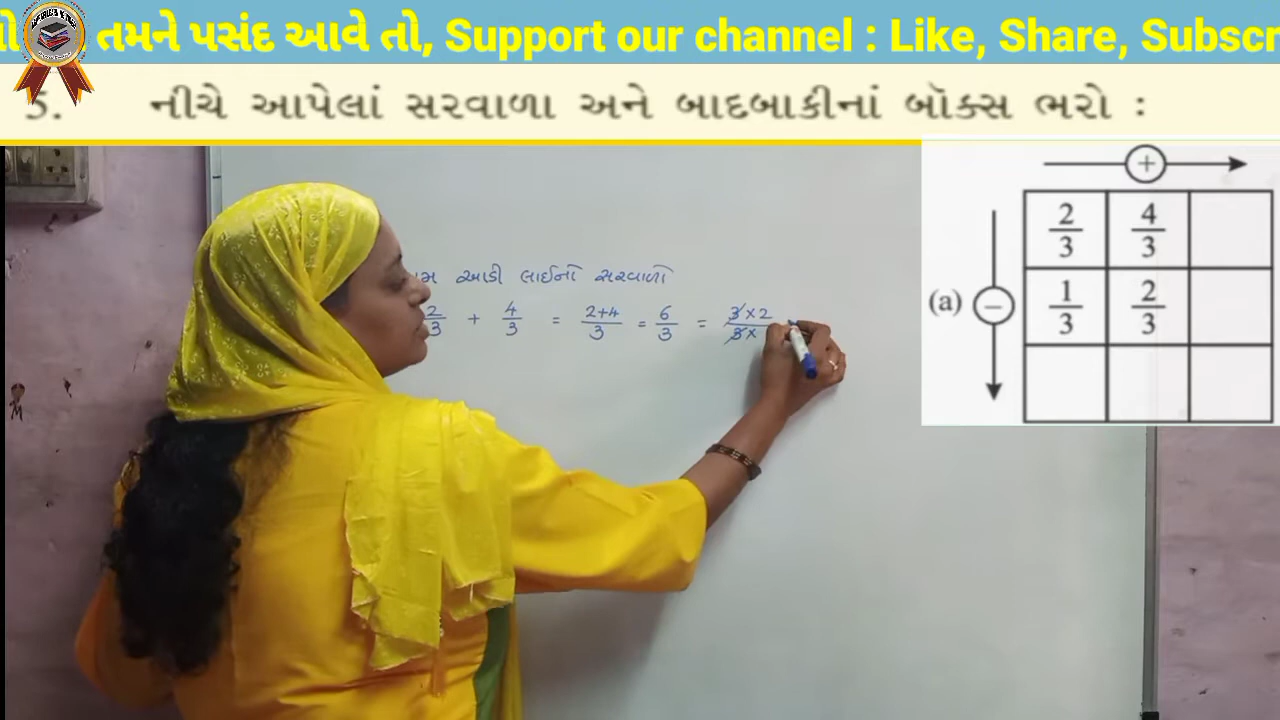 તમને પસંદ આવે તો, Support our channel : Like, Share,
5. નીચે આપેલાં સરવાળા અને બાદબાકીનાં બૉક્સ ભરો :
+
2/3 4/3
(a) − 1/3 2/3
આડી લાઈનનો સરવાળો
2/3 + 4/3 = 2+4/3 = 6/3 = 3×2/3×